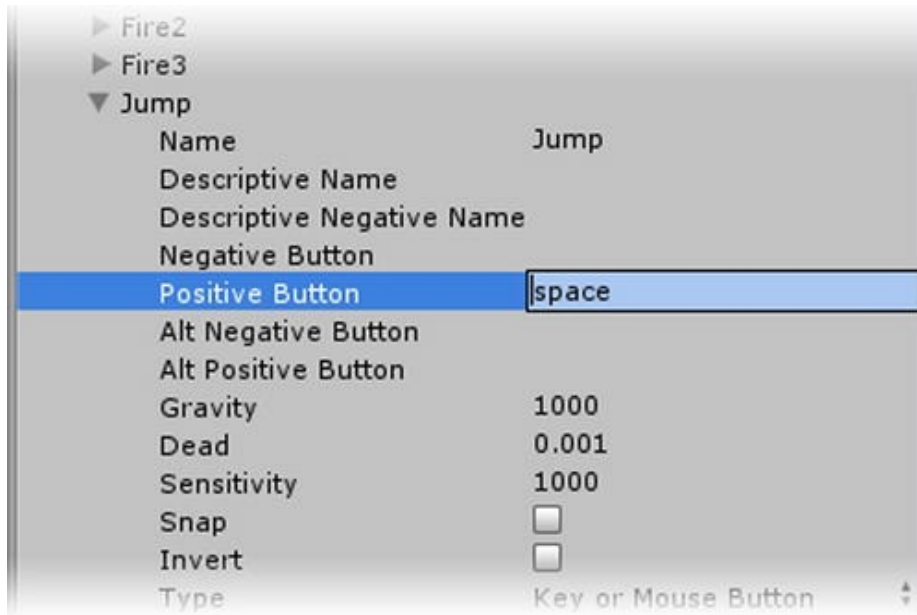 Fire2
Fire3
Jump
Name Jump
Descriptive Name
Descriptive Negative Name
Negative Button
Positive Button space
Alt Negative Button
Alt Positive Button
Gravity 1000
Dead 0.001
Sensitivity 1000
Snap
Invert
Type Key or Mouse Button